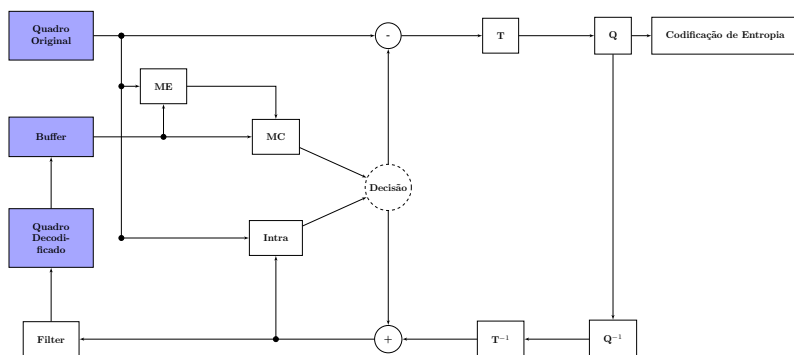 Quadro
Original
-
T
Q
Codificação de Entropia
ME
Buffer
MC
Decisão
Quadro
Decodi-
ficado
Intra
Filter
+
T⁻¹
Q⁻¹